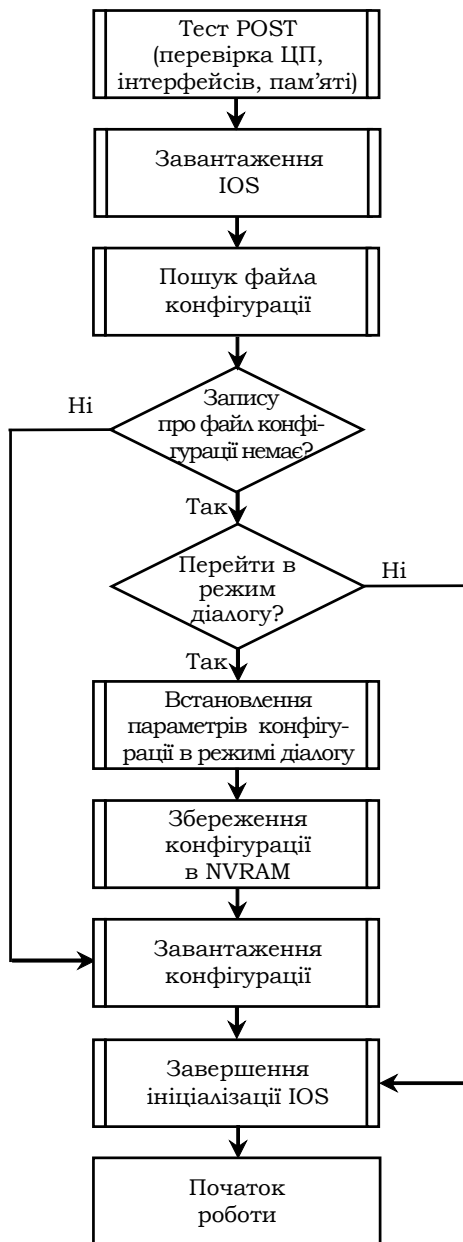 Тест POST
(перевірка ЦП,
інтерфейсів, пам’яті)
Завантаження
IOS
Пошук файла
конфігурації
Ні
Запису
про файл конфі-
гурації немає?
Так
Перейти в
режим
діалогу?
Ні
Так
Встановлення
параметрів конфігу-
рації в режимі діалогу
Збереження
конфігурації
в NVRAM
Завантаження
конфігурації
Завершення
ініціалізації IOS
Початок
роботи